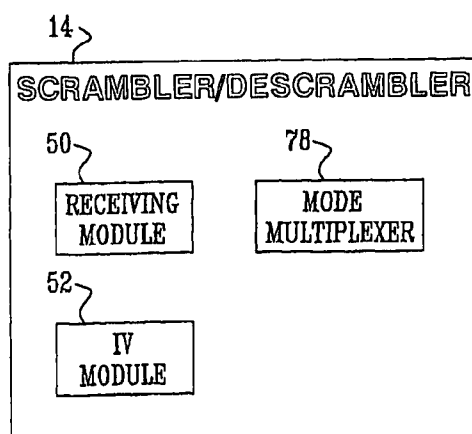 14
SCRAMBLER/DESCRAMBLER
50
78
RECEIVING
MODULE
MODE
MULTIPLEXER
52
IV
MODULE